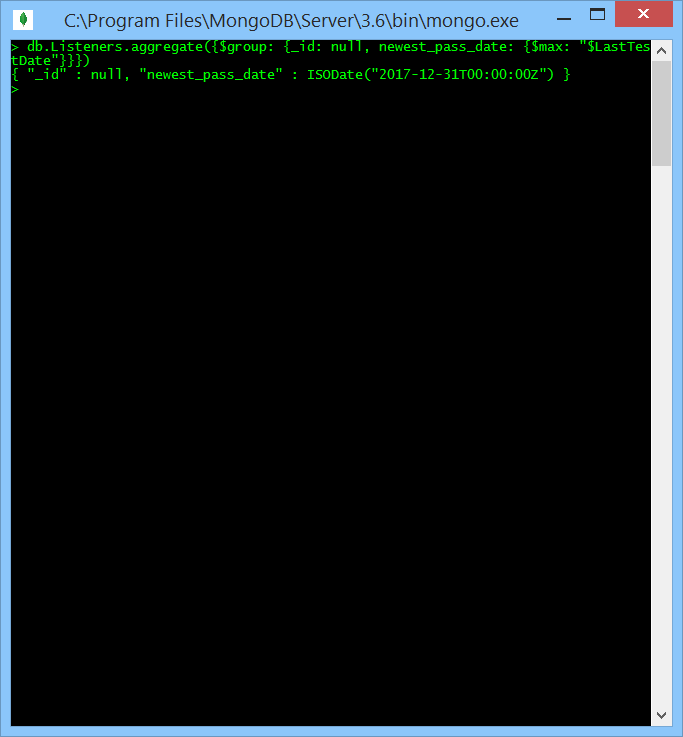 C:\Program Files\MongoDB\Server\3.6\bin\mongo.exe
> db.Listeners.aggregate({$group: {_id: null, newest_pass_date: {$max: "$LastTes
tDate"}}})
{ "_id" : null, "newest_pass_date" : ISODate("2017-12-31T00:00:00Z") }
>